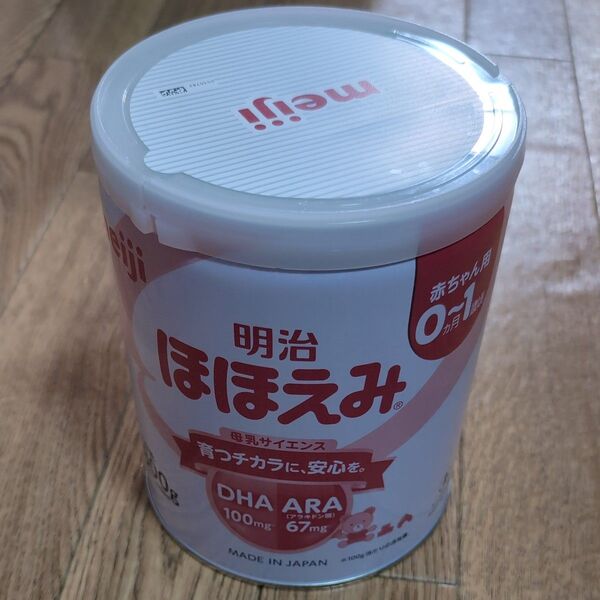 meiji
meiji
赤ちゃん用
0カ月~1
明治
ほほえみ®
母乳サイエンス
育つチカラに、安心を。
DHA ARA
(アラキドン酸)
100mg 67mg
0g
MADE IN JAPAN